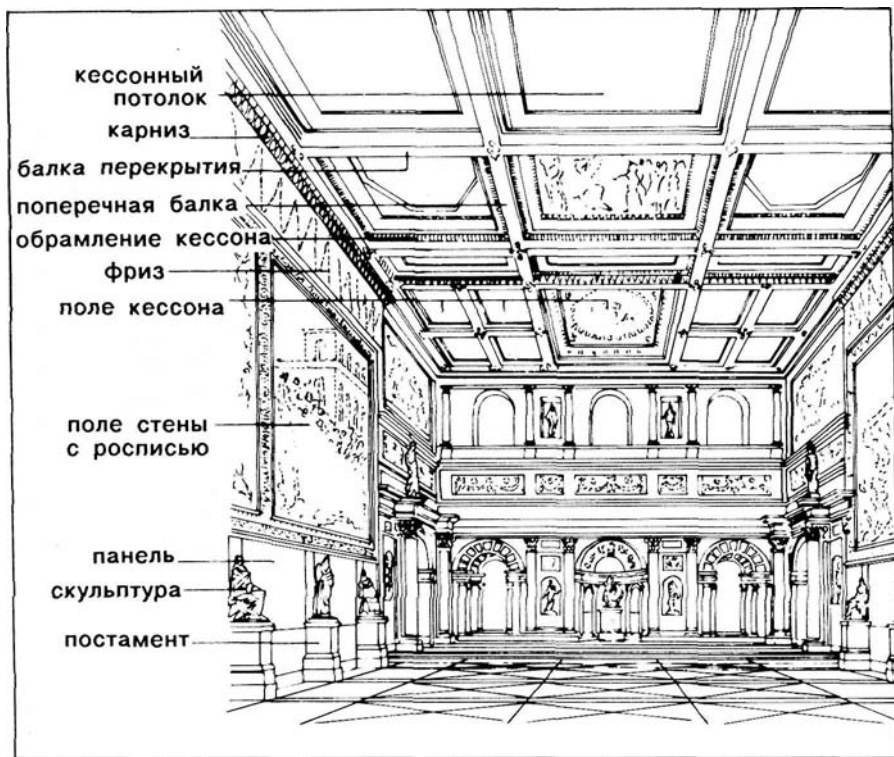 кессонный
потолок
карниз
балка перекрытия
поперечная балка
обрамление кессона
фриз
поле кессона
поле стены
с росписью
панель
скульптура
постамент